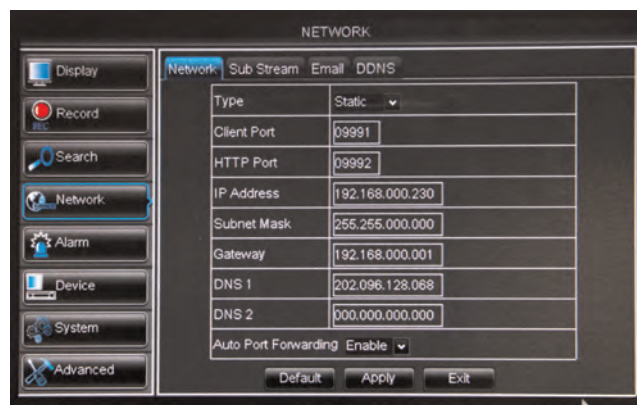 NETWORK
Display
Record
REC
Search
Network
Alarm
Device
System
Advanced
Network Sub Stream Email DDNS
Type Static
Client Port 09991
HTTP Port 09992
IP Address 192.168.000.230
Subnet Mask 255.255.000.000
Gateway 192.168.000.001
DNS 1 202.096.128.068
DNS 2 000.000.000.000
Auto Port Forwarding Enable
Default Apply Exit